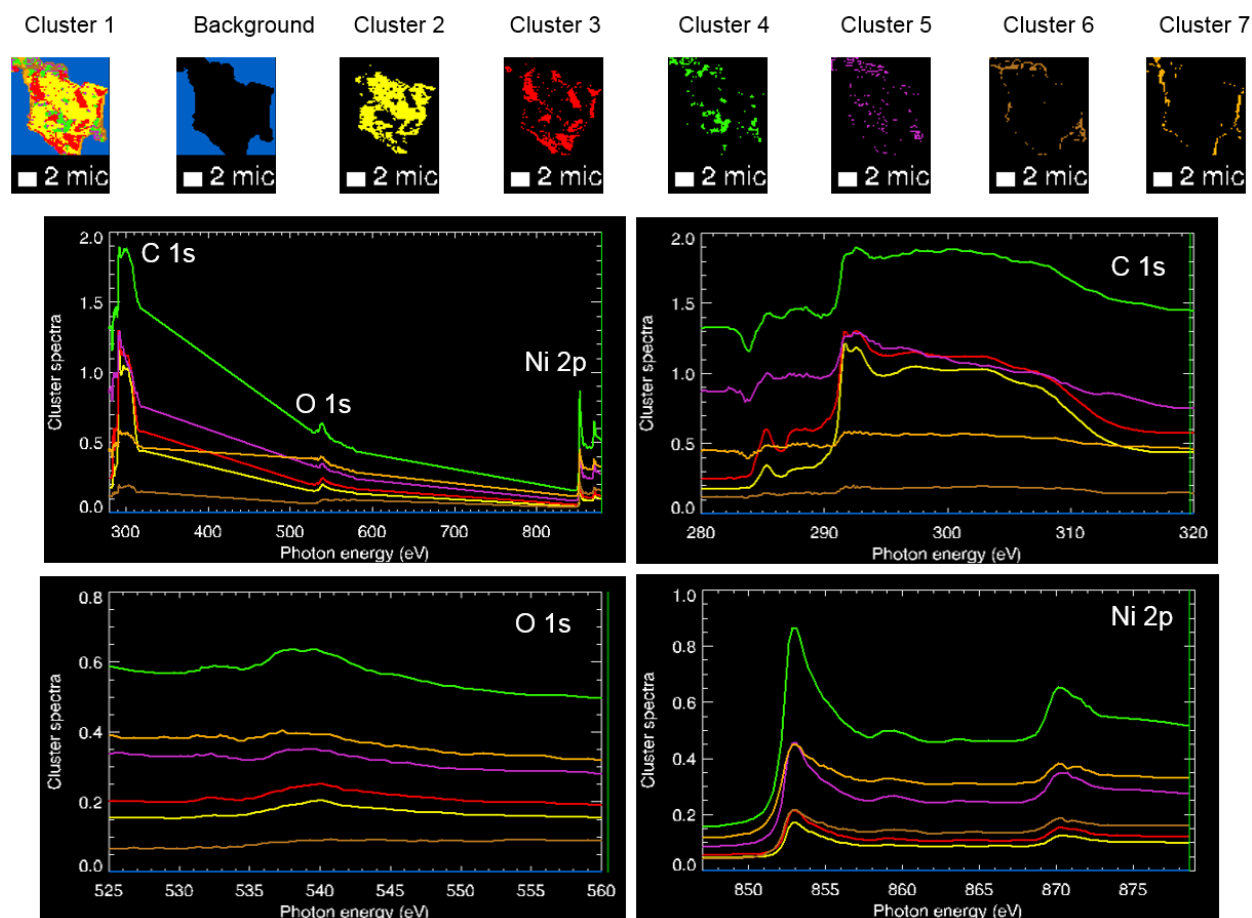 Cluster 1 Background Cluster 2 Cluster 3 Cluster 4 Cluster 5 Cluster 6 Cluster 7
2 mic 2 mic 2 mic 2 mic 2 mic 2 mic 2 mic 2 mic
2.0
1.5
1.0
0.5
0.0
Cluster spectra
C 1s
O 1s
Ni 2p
300 400 500 600 700 800
Photon energy (eV)
2.0
1.5
1.0
0.5
0.0
Cluster spectra
C 1s
280 290 300 310 320
Photon energy (eV)
0.8
0.6
0.4
0.2
0.0
Cluster spectra
O 1s
525 530 535 540 545 550 555 560
Photon energy (eV)
1.0
0.8
0.6
0.4
0.2
0.0
Cluster spectra
Ni 2p
850 855 860 865 870 875
Photon energy (eV)